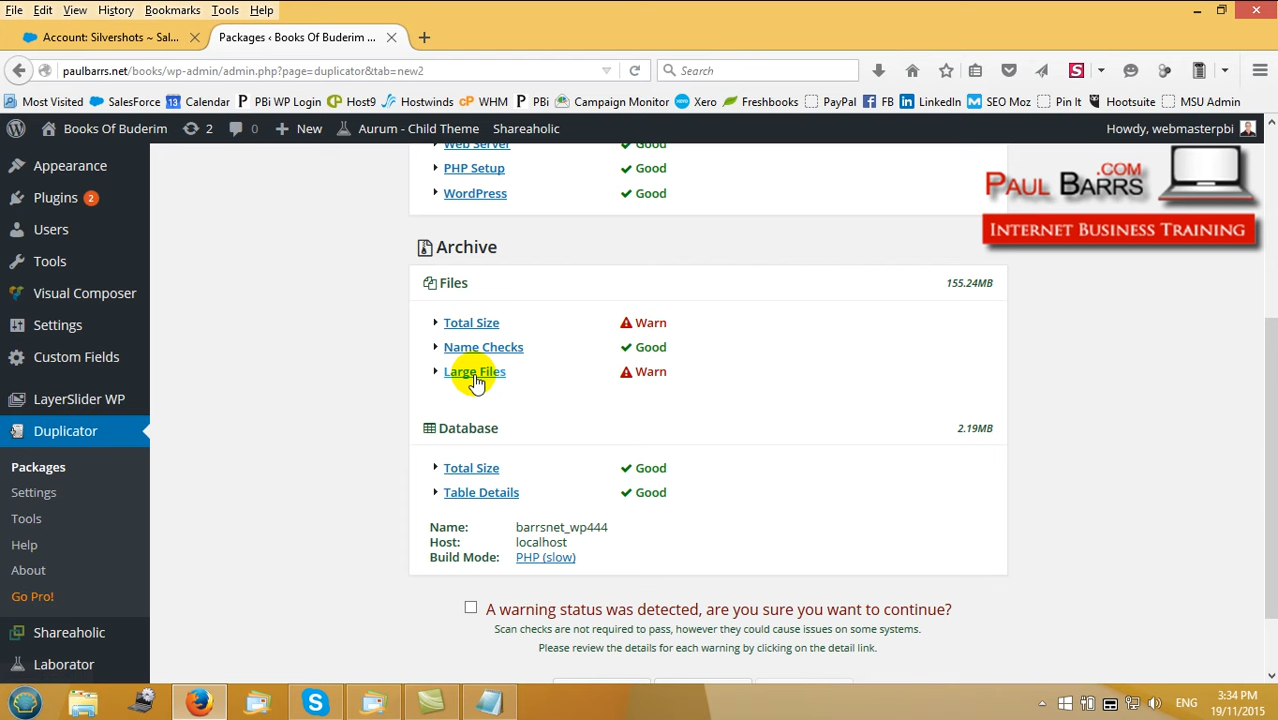 File Edit View History Bookmarks Tools Help
Account: Silvershots ~ Sal...
Packages ‹ Books Of Buderim ...
paulbarrs.net/books/wp-admin/admin.php?page=duplicator&tab=new2
Search
Most Visited SalesForce 13 Calendar PBi WP Login Host9 Hostwinds WHM PBi Campaign Monitor Xero Freshbooks PayPal FB LinkedIn SEO Moz Pin It Hootsuite MSU Admin
Books Of Buderim 2 0 New Aurum - Child Theme Shareaholic Howdy, webmasterpbi
Appearance
Plugins 2
Users
Tools
Visual Composer
Settings
Custom Fields
LayerSlider WP
Duplicator
Packages
Settings
Tools
Help
About
Go Pro!
Shareaholic
Laborator
Web Server Good
PHP Setup Good
WordPress Good
Archive
Files 155.24MB
Total Size Warn
Name Checks Good
Large Files Warn
Database 2.19MB
Total Size Good
Table Details Good
Name: barrsnet_wp444
Host: localhost
Build Mode: PHP (slow)
A warning status was detected, are you sure you want to continue?
Scan checks are not required to pass, however they could cause issues on some systems.
Please review the details for each warning by clicking on the detail link.
PAUL BARRS .COM
INTERNET BUSINESS TRAINING
ENG
3:34 PM
19/11/2015